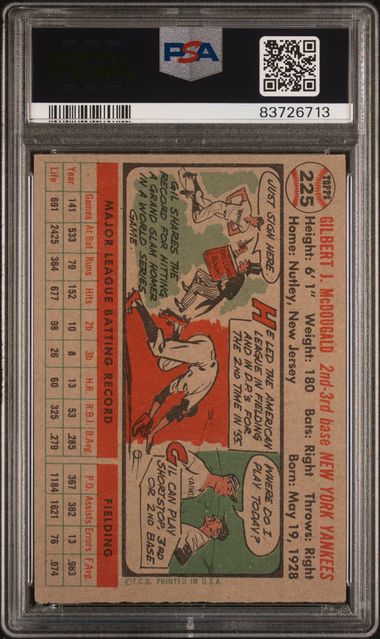 PSA
83726713
TOPPS
225
GILBERT J. McDOUGALD 2nd-3rd base NEW YORK YANKEES
Height: 6' 1" Weight: 180 Bats: Right Throws: Right
Home: Nutley, New Jersey Born: May 19, 1928
JUST SIGN HERE
GIL SHARES THE
RECORD FOR HITTING
A GRAND SLAM HOMER
IN A WORLD SERIES
GAME.
HE LED THE AMERICAN
LEAGUE IN FIELDING
AND IN D.P.'S FOR
THE 2ND TIME IN '55.
WHERE DO I
PLAY TODAY?
GIL CAN PLAY
SHORTSTOP, 3RD
OR 2ND BASE
MAJOR LEAGUE BATTING RECORD FIELDING
Games At Bat Runs Hits 2b 3b H.R. R.B.I. B.Avg. P.O. Assists Errors F.Avg.
Year 141 533 79 152 10 8 13 53 .285 367 382 13 .983
Life 691 2425 364 677 98 26 60 325 .279 1184 1621 76 .974
©T.C.G. PRINTED IN U.S.A.